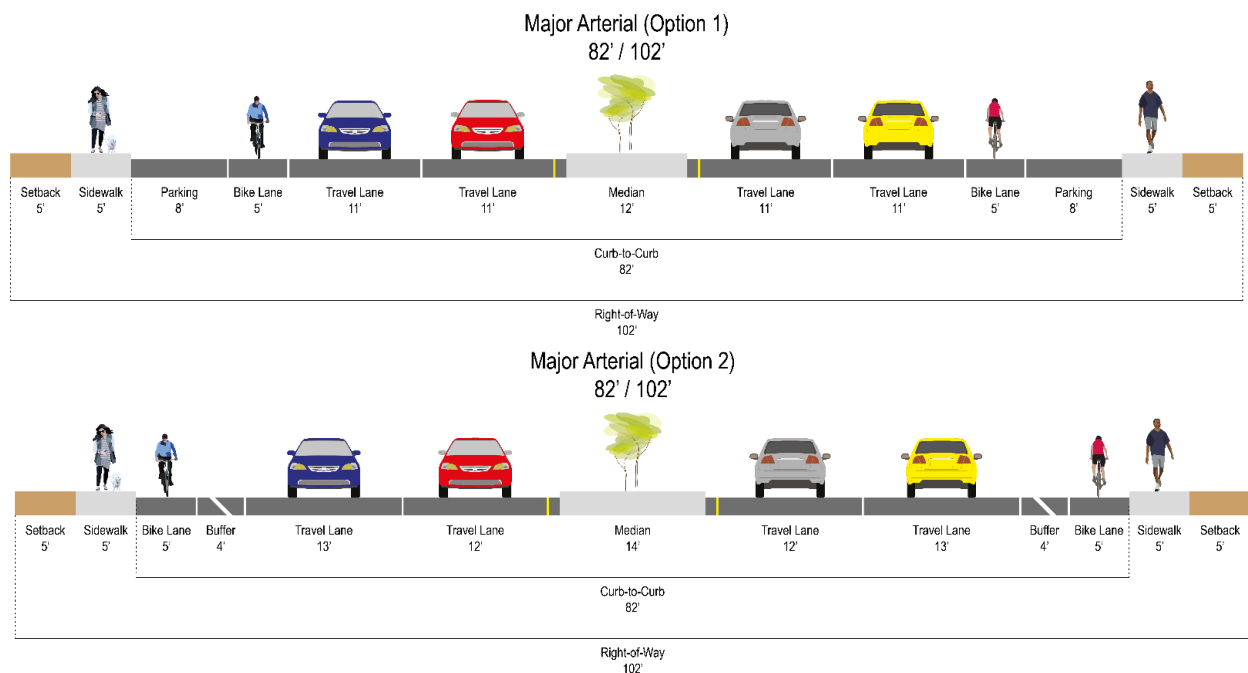 Major Arterial (Option 1)
82’ / 102’
Setback Sidewalk Parking Bike Lane Travel Lane Travel Lane Median Travel Lane Travel Lane Bike Lane Parking Sidewalk Setback
5’ 5’ 8’ 5’ 11’ 11’ 12’ 11’ 11’ 5’ 8’ 5’ 5’
Curb-to-Curb
82’
Right-of-Way
102’
Major Arterial (Option 2)
82’ / 102’
Setback Sidewalk Bike Lane Buffer Travel Lane Travel Lane Median Travel Lane Travel Lane Buffer Bike Lane Sidewalk Setback
5’ 5’ 5’ 4’ 13’ 12’ 14’ 12’ 13’ 4’ 5’ 5’ 5’
Curb-to-Curb
82’
Right-of-Way
102’